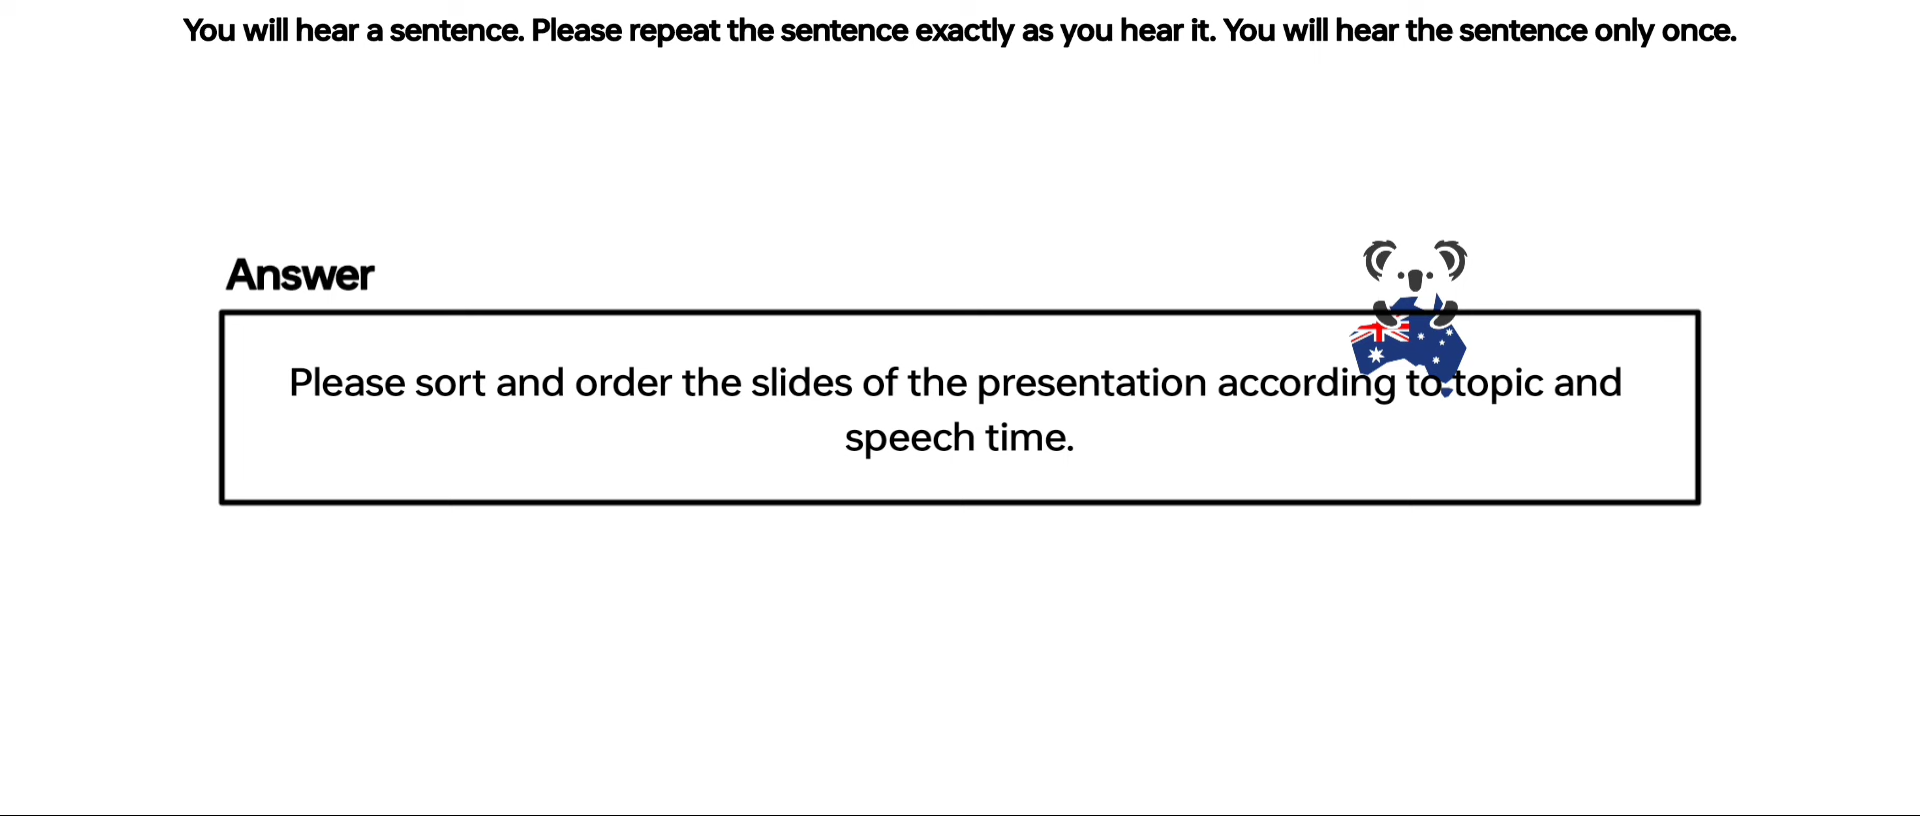 You will hear a sentence. Please repeat the sentence exactly as you hear it. You will hear the sentence only once.
Answer
Please sort and order the slides of the presentation according to topic and
speech time.